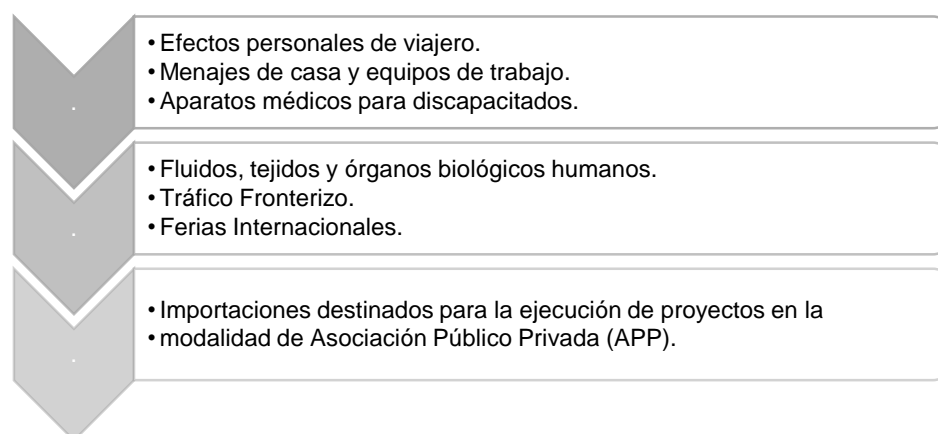 • Efectos personales de viajero.
• Menajes de casa y equipos de trabajo.
• Aparatos médicos para discapacitados.
• Fluidos, tejidos y órganos biológicos humanos.
• Tráfico Fronterizo.
• Ferias Internacionales.
• Importaciones destinados para la ejecución de proyectos en la
• modalidad de Asociación Público Privada (APP).